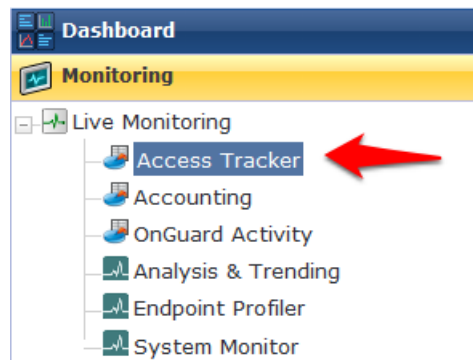 Dashboard
Monitoring
Live Monitoring
Access Tracker
Accounting
OnGuard Activity
Analysis & Trending
Endpoint Profiler
System Monitor